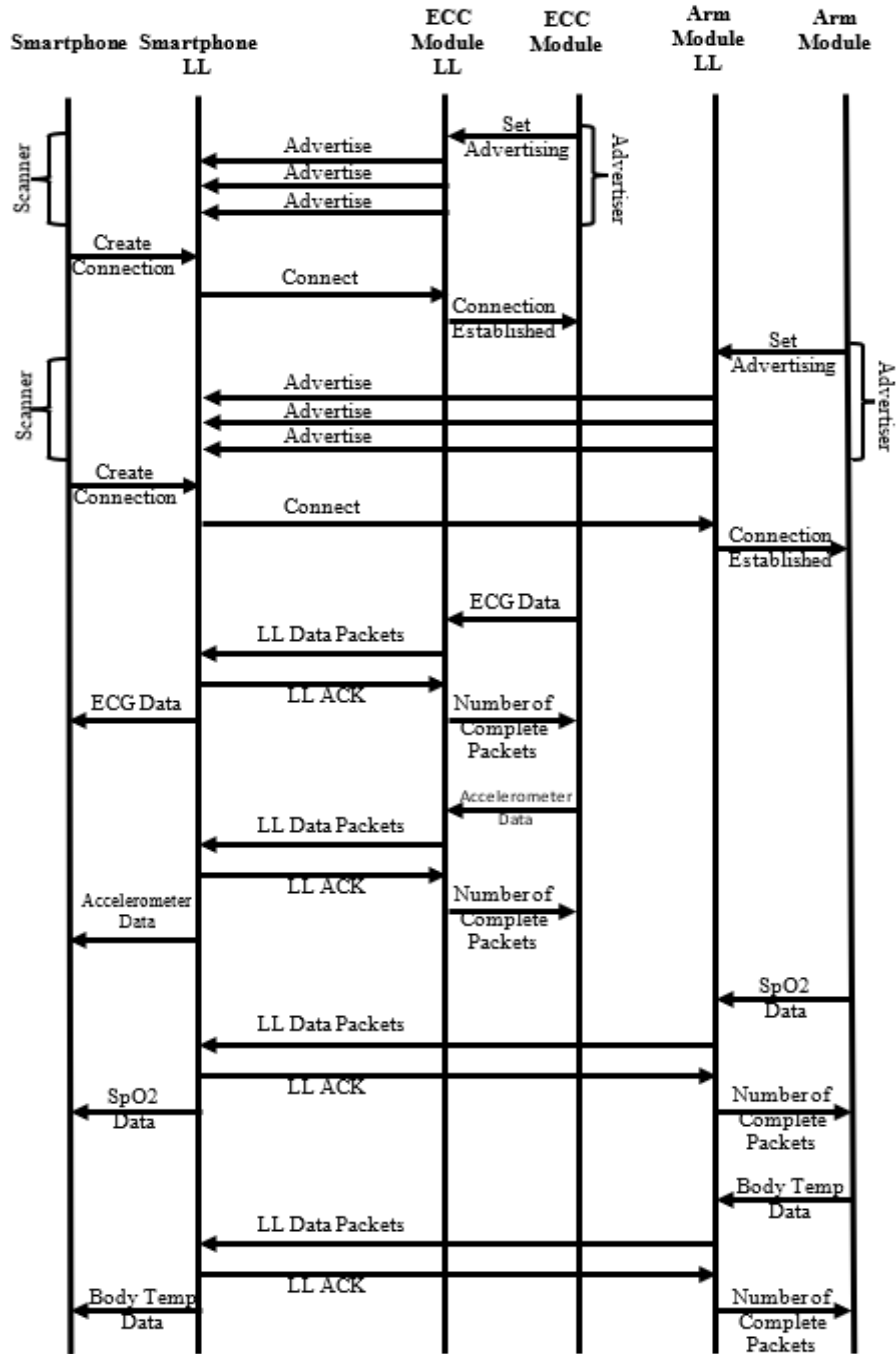 Smartphone
Smartphone
LL
ECC
Module
LL
ECC
Module
Arm
Module
LL
Arm
Module
Set
Advertising
Advertise
Advertise
Advertise
Scanner
Advertiser
Create
Connection
Connect
Connection
Established
Set
Advertising
Advertise
Advertise
Advertise
Scanner
Advertiser
Create
Connection
Connect
Connection
Established
ECG Data
LL Data Packets
LL ACK
ECG Data
Number of
Complete
Packets
Accelerometer
Data
LL Data Packets
LL ACK
Accelerometer
Data
Number of
Complete
Packets
SpO2
Data
LL Data Packets
LL ACK
SpO2
Data
Number of
Complete
Packets
Body Temp
Data
LL Data Packets
LL ACK
Body Temp
Data
Number of
Complete
Packets